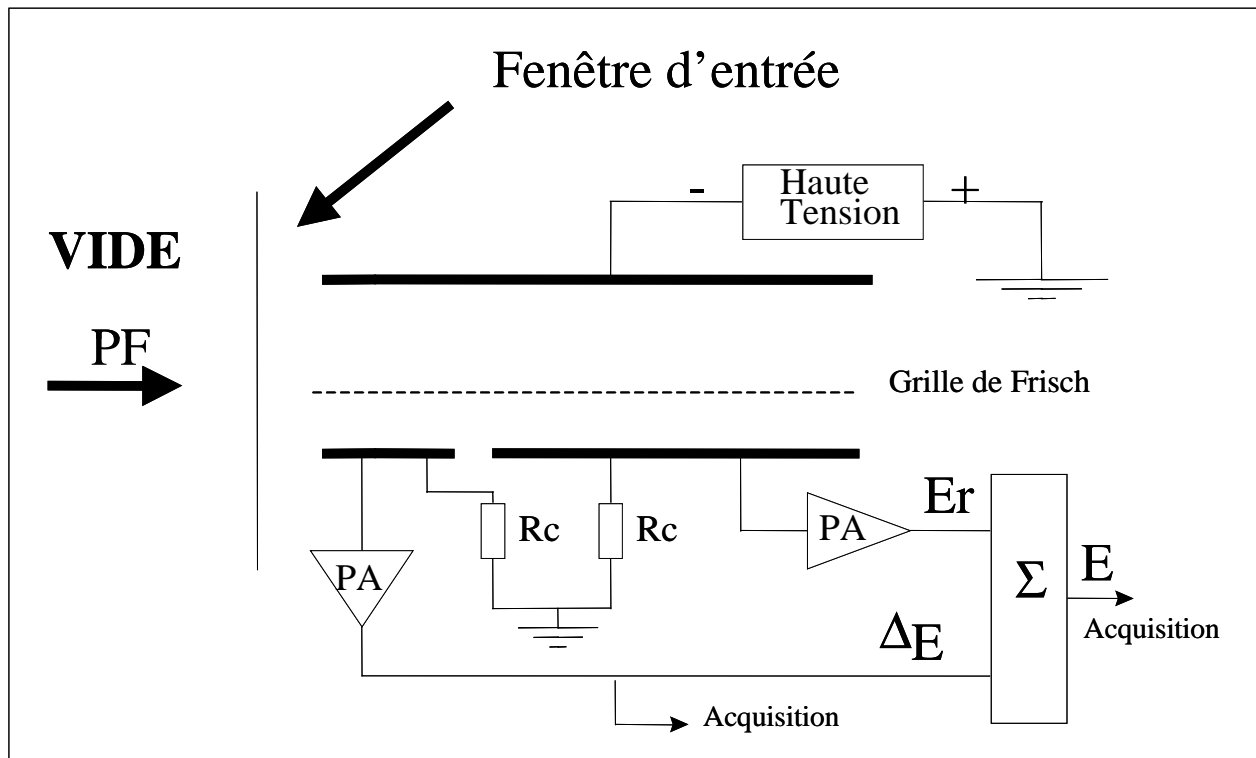 Fenêtre d'entrée
-
Haute
Tension
+
VIDE
PF
Grille de Frisch
Rc
Rc
PA
Er
PA
Σ
E
Acquisition
ΔE
Acquisition